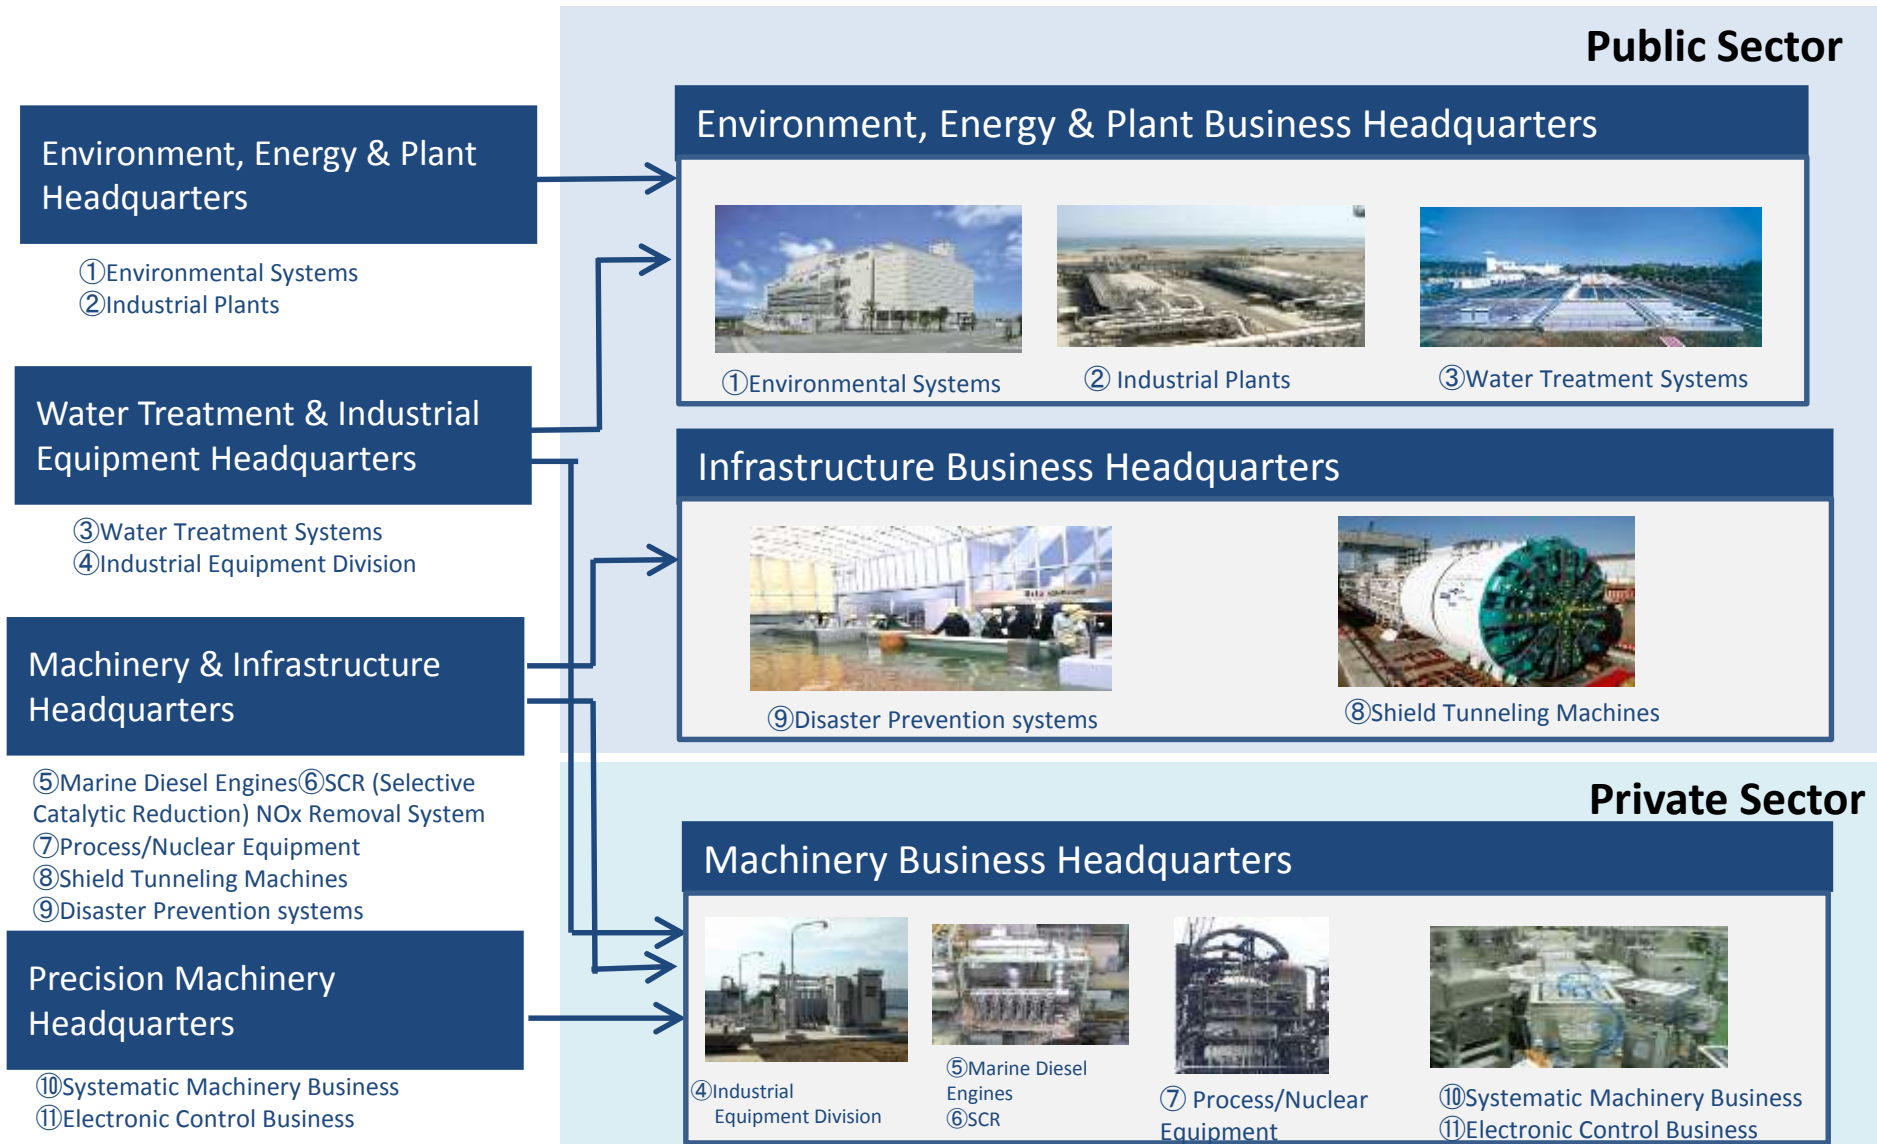 Public Sector
Environment, Energy & Plant
Headquarters
①Environmental Systems
②Industrial Plants
Water Treatment & Industrial
Equipment Headquarters
③Water Treatment Systems
④Industrial Equipment Division
Machinery & Infrastructure
Headquarters
⑤Marine Diesel Engines⑥SCR (Selective
Catalytic Reduction) NOx Removal System
⑦Process/Nuclear Equipment
⑧Shield Tunneling Machines
⑨Disaster Prevention systems
Precision Machinery
Headquarters
⑩Systematic Machinery Business
⑪Electronic Control Business
Environment, Energy & Plant Business Headquarters
①Environmental Systems
② Industrial Plants
③Water Treatment Systems
Infrastructure Business Headquarters
⑨Disaster Prevention systems
⑧Shield Tunneling Machines
Private Sector
Machinery Business Headquarters
④Industrial
Equipment Division
⑤Marine Diesel
Engines
⑥SCR
⑦ Process/Nuclear
Equipment
⑩Systematic Machinery Business
⑪Electronic Control Business